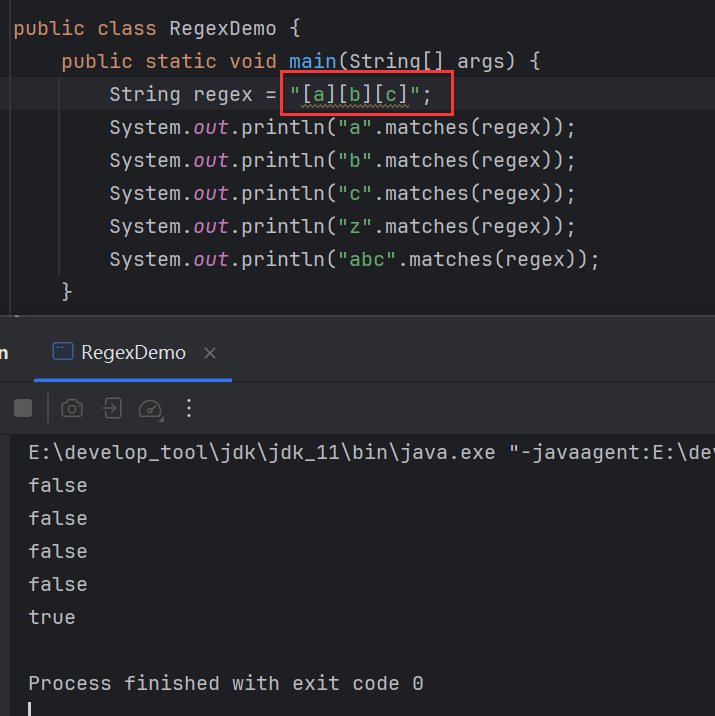 public class RegexDemo {
    public static void main(String[] args) {
        String regex = "[a][b][c]";
        System.out.println("a".matches(regex));
        System.out.println("b".matches(regex));
        System.out.println("c".matches(regex));
        System.out.println("z".matches(regex));
        System.out.println("abc".matches(regex));
    }
n RegexDemo ×
E:\develop_tool\jdk\jdk_11\bin\java.exe "-javaagent:E:\dev
false
false
false
false
true
Process finished with exit code 0